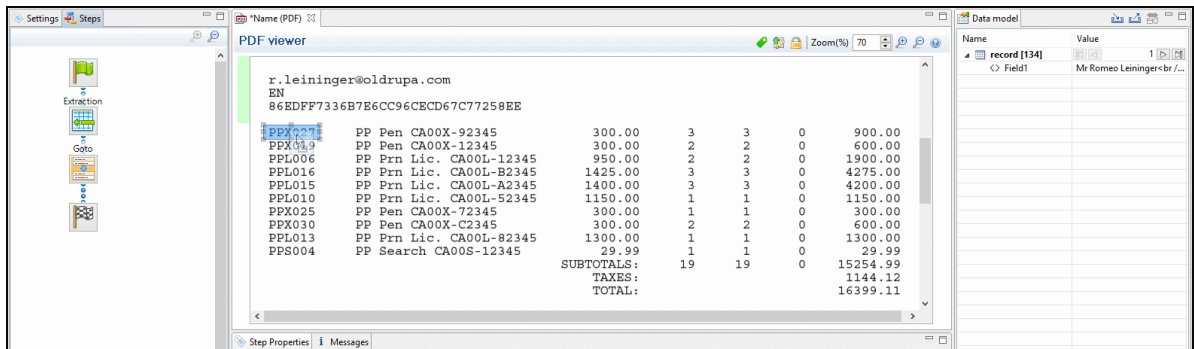 Settings Steps
*Name (PDF)
Data model
PDF viewer
Zoom(%) 70
Name Value
record [134] 1
Field1 Mr Romeo Leininger<br /...
Extraction
Goto
r.leininger@oldrupa.com
EN
86EDFF7336B7E6CC96CECD67C77258EE
PPX027 PP Pen CA00X-92345 300.00 3 3 0 900.00
PPX019 PP Pen CA00X-12345 300.00 2 2 0 600.00
PPL006 PP Prn Lic. CA00L-12345 950.00 2 2 0 1900.00
PPL016 PP Prn Lic. CA00L-B2345 1425.00 3 3 0 4275.00
PPL015 PP Prn Lic. CA00L-A2345 1400.00 3 3 0 4200.00
PPL010 PP Prn Lic. CA00L-52345 1150.00 1 1 0 1150.00
PPX025 PP Pen CA00X-72345 300.00 1 1 0 300.00
PPX030 PP Pen CA00X-C2345 300.00 2 2 0 600.00
PPL013 PP Prn Lic. CA00L-82345 1300.00 1 1 0 1300.00
PPS004 PP Search CA00S-12345 29.99 1 1 0 29.99
SUBTOTALS: 19 19 0 15254.99
TAXES: 1144.12
TOTAL: 16399.11
Step Properties Messages